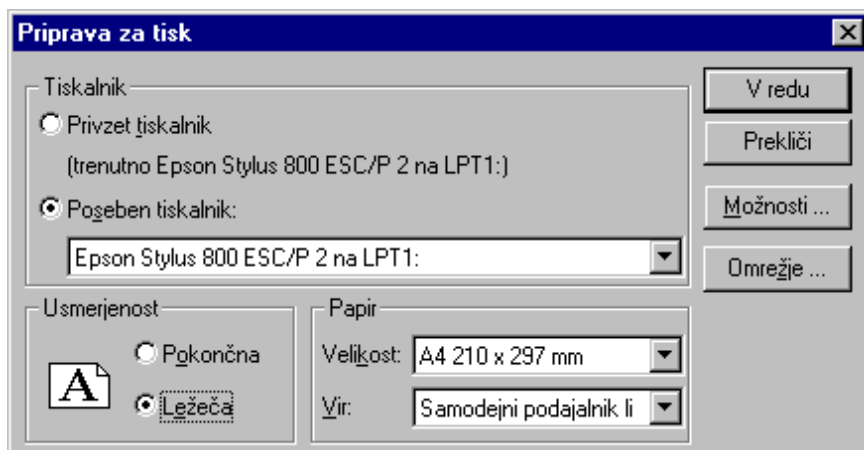 Priprava za tisk
Tiskalnik
Privzet tiskalnik
(trenutno Epson Stylus 800 ESC/P 2 na LPT1:)
Poseben tiskalnik:
Epson Stylus 800 ESC/P 2 na LPT1:
V redu
Prekliči
Možnosti ...
Omrežje ...
Usmerjenost
A
Pokončna
Ležeča
Papir
Velikost: A4 210 x 297 mm
Vir: Samodejni podajalnik li